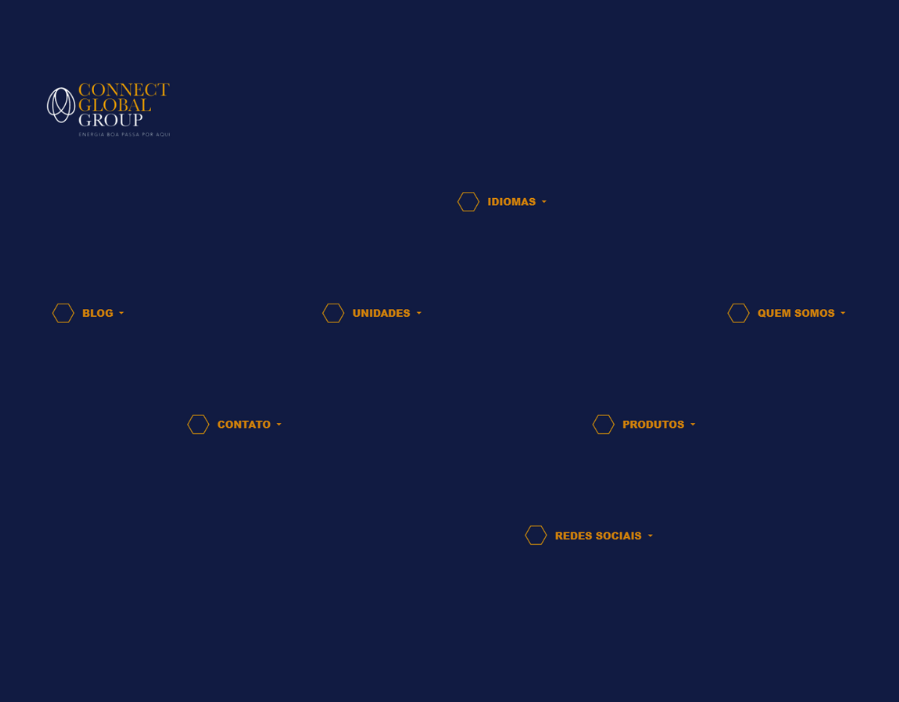 CONNECT
GLOBAL
GROUP
ENERGIA BOA PASSA POR AQUI
IDIOMAS
BLOG
UNIDADES
QUEM SOMOS
CONTATO
PRODUTOS
REDES SOCIAIS